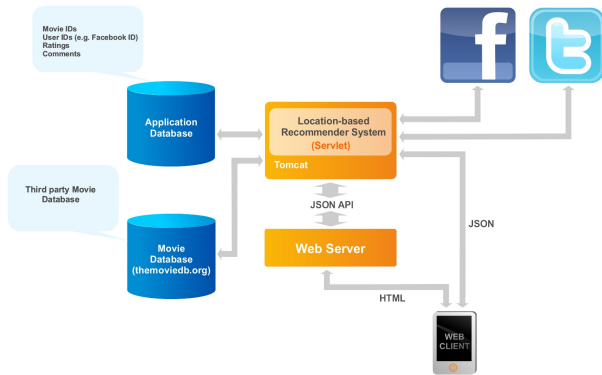 Movie IDs
User IDs (e.g. Facebook ID)
Ratings
Comments
Application
Database
Location-based
Recommender System
(Servlet)
Tomcat
Third party Movie
Database
JSON API
JSON
Movie
Database
(themoviedb.org)
Web Server
HTML
WEB
CLIENT